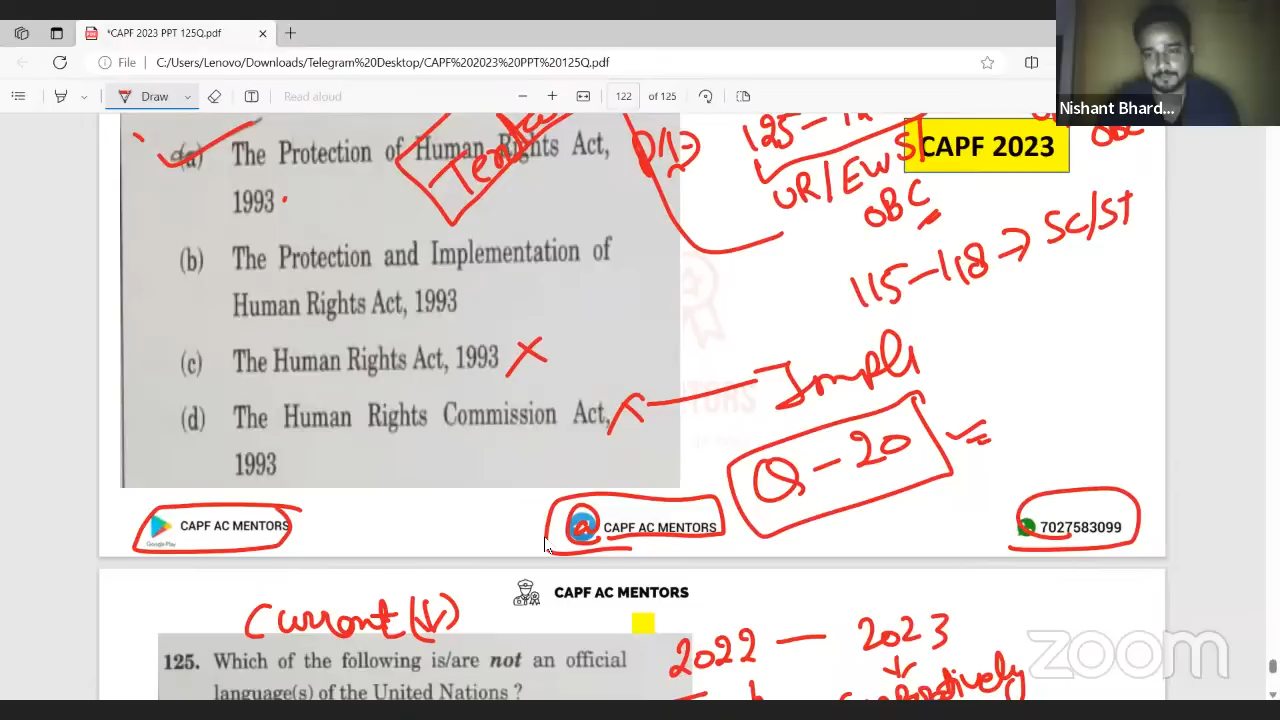 *CAPF 2023 PPT 125Q.pdf
File
C:/Users/Lenovo/Downloads/Telegram%20Desktop/CAPF%202023%20PPT%20125Q.pdf
Draw
Read aloud
122 of 125
Nishant Bhard...
(a) The Protection of Human Rights Act,
1993
(b) The Protection and Implementation of
Human Rights Act, 1993
(c) The Human Rights Act, 1993
(d) The Human Rights Commission Act,
1993
CAPF 2023
125 –
UR/EWS
OBC
OBC
115 – 118 → SC/ST
Impli
Q – 20
Google Play
CAPF AC MENTORS
CAPF AC MENTORS
7027583099
CAPF AC MENTORS
Current (↓)
2022 — 2023
125. Which of the following is/are not an official
language(s) of the United Nations ?
zoom